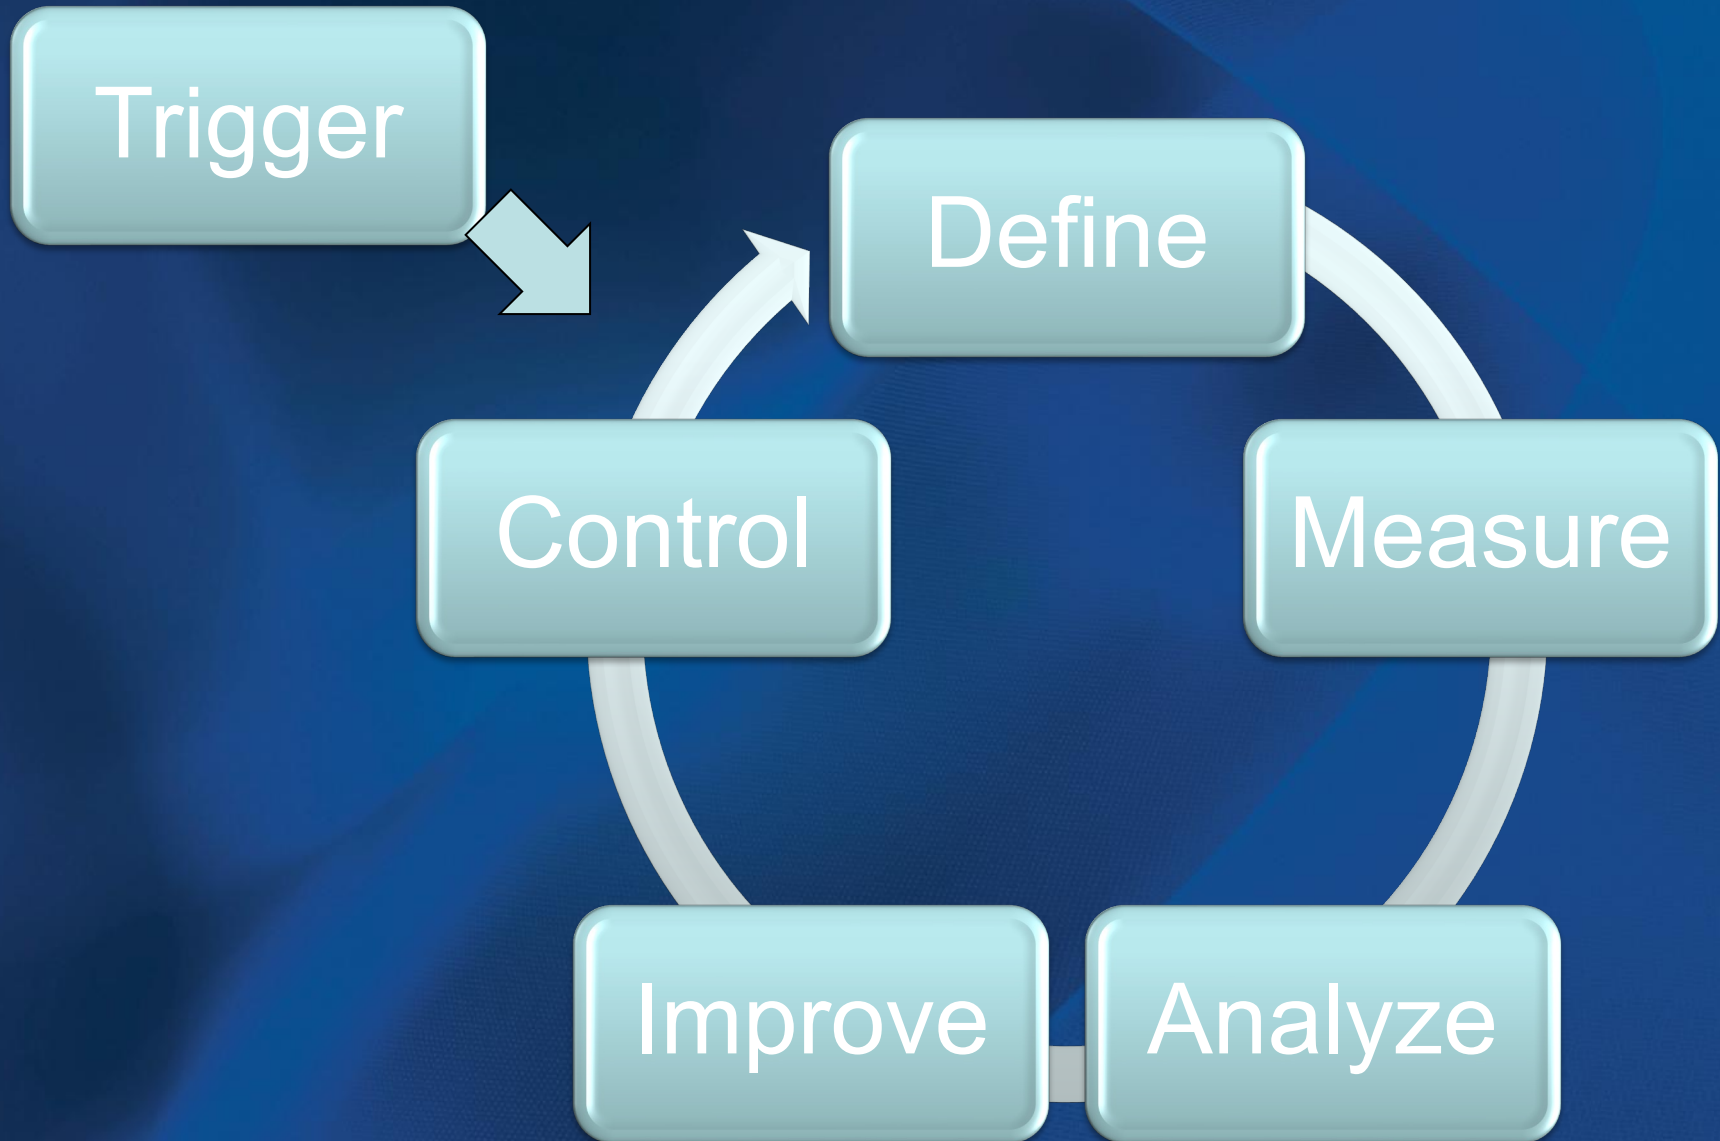 Trigger
Define
Measure
Analyze
Improve
Control